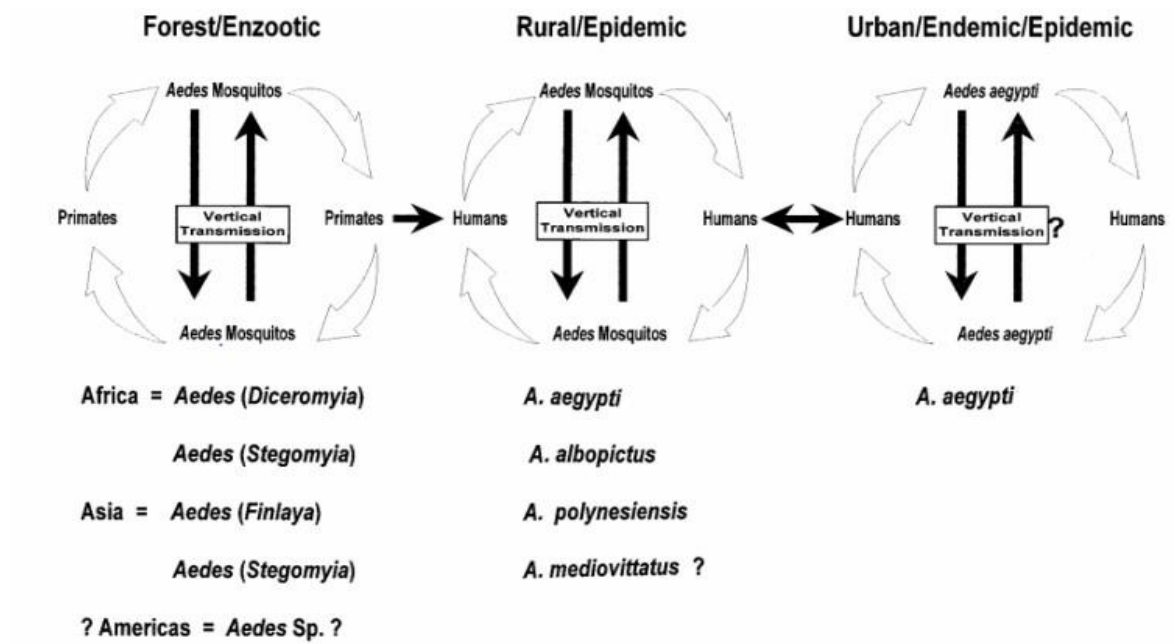 Forest/Enzootic Rural/Epidemic Urban/Endemic/Epidemic
Aedes Mosquitos Aedes Mosquitos Aedes aegypti
Primates Vertical Transmission Primates Humans Vertical Transmission Humans Humans Vertical Transmission ? Humans
Aedes Mosquitos Aedes Mosquitos Aedes aegypti
Africa = Aedes (Diceromyia) A. aegypti A. aegypti
Aedes (Stegomyia) A. albopictus
Asia = Aedes (Finlaya) A. polynesiensis
Aedes (Stegomyia) A. mediovittatus ?
? Americas = Aedes Sp. ?